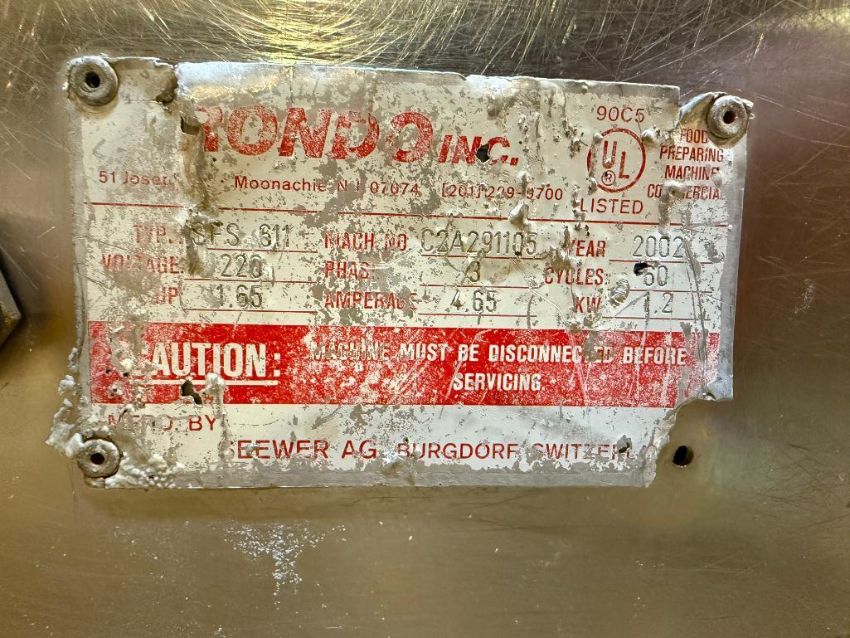 RONDO INC.
90C5
UL
®
LISTED
FOOD
PREPARING
MACHINE
COMMERCIAL
51 Moonachie N.J. 07074 (201) 229-9700
TYP. SFS 611 MACH.NO. C2A291105 YEAR 2002
VOLTAGE 220 PHASE 3 CYCLES 60
HP 1.65 AMPERAGE 4.65 KW 1.2
CAUTION: MACHINE MUST BE DISCONNECTED BEFORE
SERVICING.
MFRD. BY
SEEWER AG, BURGDORF, SWITZERL